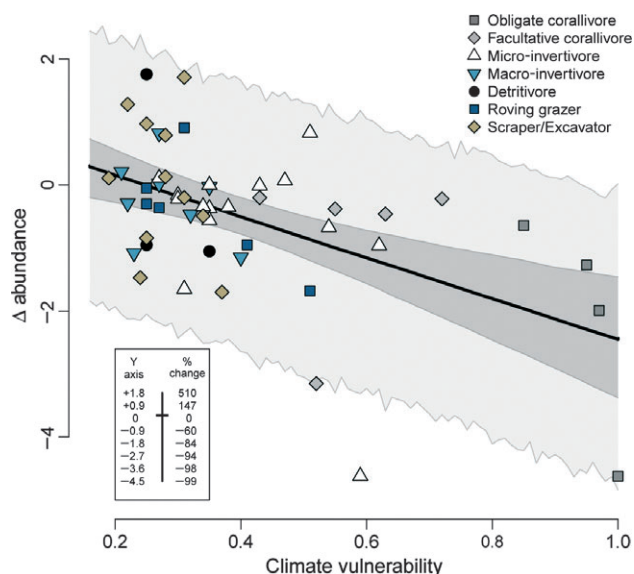 Obligate corallivore
Facultative corallivore
Micro-invertivore
Macro-invertivore
Detritivore
Roving grazer
Scraper/Excavator
2
0
−2
−4
Δ abundance
Y axis % change
+1.8 510
+0.9 147
0 0
−0.9 −60
−1.8 −84
−2.7 −94
−3.6 −98
−4.5 −99
0.2 0.4 0.6 0.8 1.0
Climate vulnerability